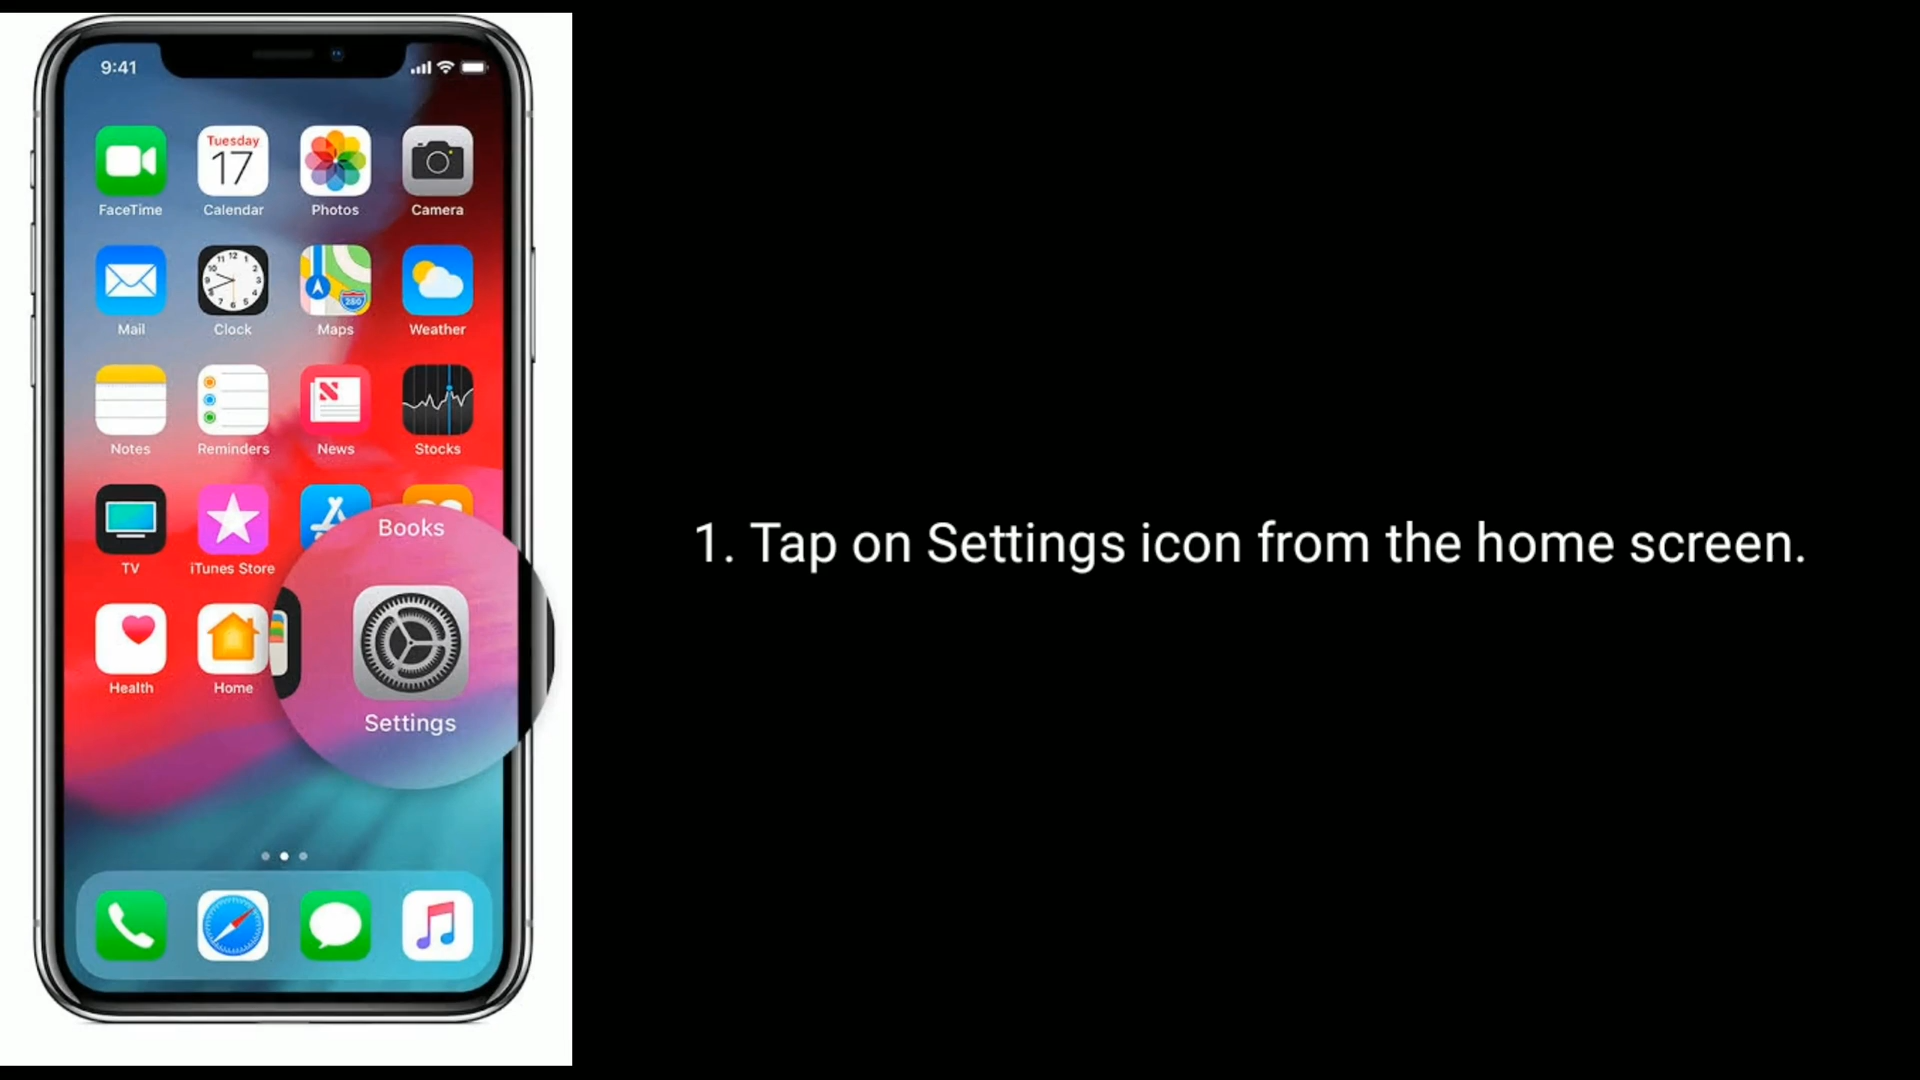 9:41
Tuesday
17
FaceTime
Calendar
Photos
Camera
280
Mail
Clock
Maps
Weather
Notes
Reminders
News
Stocks
Books
TV
iTunes Store
Health
Home
Settings
1. Tap on Settings icon from the home screen.